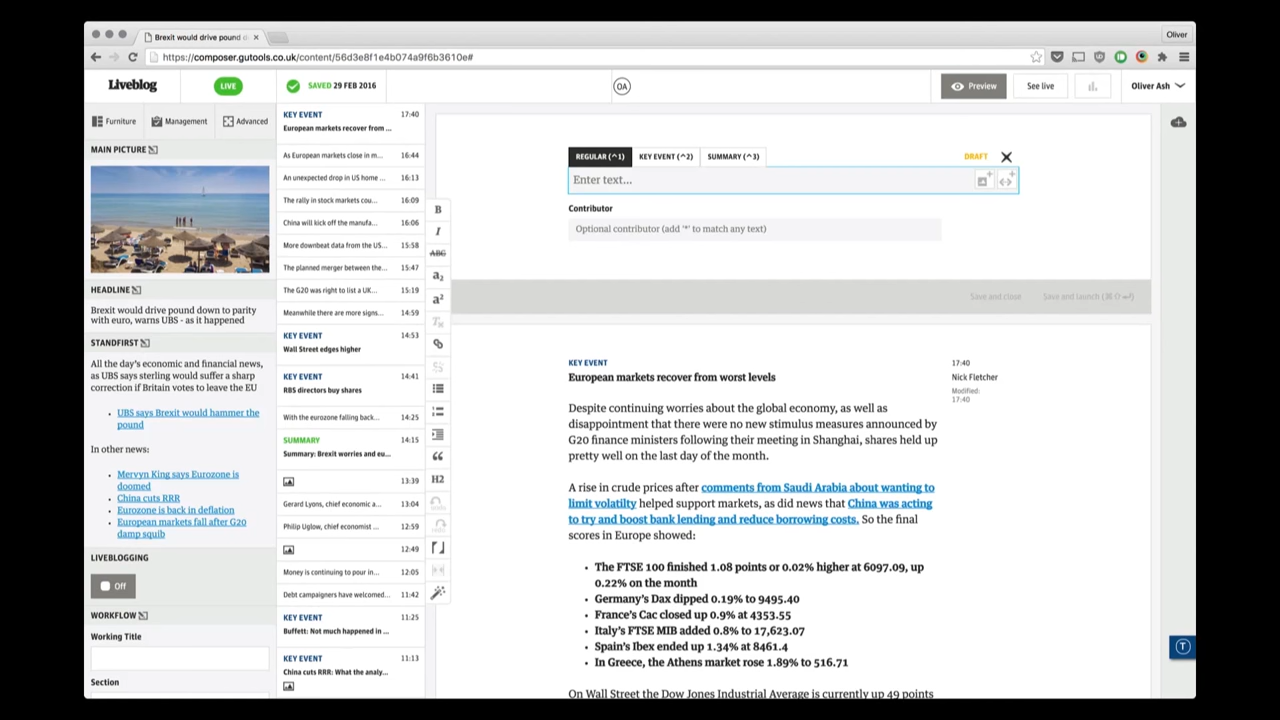 Brexit would drive pound d
Oliver
https://composer.gutools.co.uk/content/56d3e8f1e4b074a9f6b3610e#
Liveblog
LIVE
SAVED 29 FEB 2016
OA
Preview
See live
Oliver Ash
Furniture
Management
Advanced
MAIN PICTURE
HEADLINE
Brexit would drive pound down to parity
with euro, warns UBS - as it happened
STANDFIRST
All the day's economic and financial news,
as UBS says sterling would suffer a sharp
correction if Britain votes to leave the EU
• UBS says Brexit would hammer the
pound
In other news:
• Mervyn King says Eurozone is
doomed
• China cuts RRR
• Eurozone is back in deflation
• European markets fall after G20
damp squib
LIVEBLOGGING
Off
WORKFLOW
Working Title
Section
KEY EVENT 17:40
European markets recover from ...
As European markets close in m... 16:44
An unexpected drop in US home ... 16:13
The rally in stock markets cou... 16:09
China will kick off the manufa... 16:06
More downbeat data from the US... 15:58
The planned merger between the... 15:47
The G20 was right to list a U.K... 15:19
Meanwhile there are more signs... 14:59
KEY EVENT 14:53
Wall Street edges higher
KEY EVENT 14:41
RBS directors buy shares
With the eurozone falling back... 14:25
SUMMARY 14:15
Summary: Brexit worries and eu...
13:39
Gerard Lyons, chief economic a... 13:04
Philip Uglow, chief economist ... 12:59
12:49
Money is continuing to pour in... 12:05
Debt campaigners have welcomed... 11:42
KEY EVENT 11:25
Buffett: Not much happened in ...
KEY EVENT 11:13
China cuts RRR: What the analy...
B
I
ABC
a2
a2
Tx
H2
undo
redo
REGULAR (^1)
KEY EVENT (^2)
SUMMARY (^3)
DRAFT
Enter text...
Contributor
Optional contributor (add '*' to match any text)
Save and close
Save and launch (⌘⇧⏎)
KEY EVENT
European markets recover from worst levels
17:40
Nick Fletcher
Modified:
17:40
Despite continuing worries about the global economy, as well as
disappointment that there were no new stimulus measures announced by
G20 finance ministers following their meeting in Shanghai, shares held up
pretty well on the last day of the month.
A rise in crude prices after comments from Saudi Arabia about wanting to
limit volatilty helped support markets, as did news that China was acting
to try and boost bank lending and reduce borrowing costs. So the final
scores in Europe showed:
• The FTSE 100 finished 1.08 points or 0.02% higher at 6097.09, up
0.22% on the month
• Germany's Dax dipped 0.19% to 9495.40
• France's Cac closed up 0.9% at 4353.55
• Italy's FTSE MIB added 0.8% to 17,623.07
• Spain's Ibex ended up 1.34% at 8461.4
• In Greece, the Athens market rose 1.89% to 516.71
On Wall Street the Dow Jones Industrial Average is currently up 49 points
T